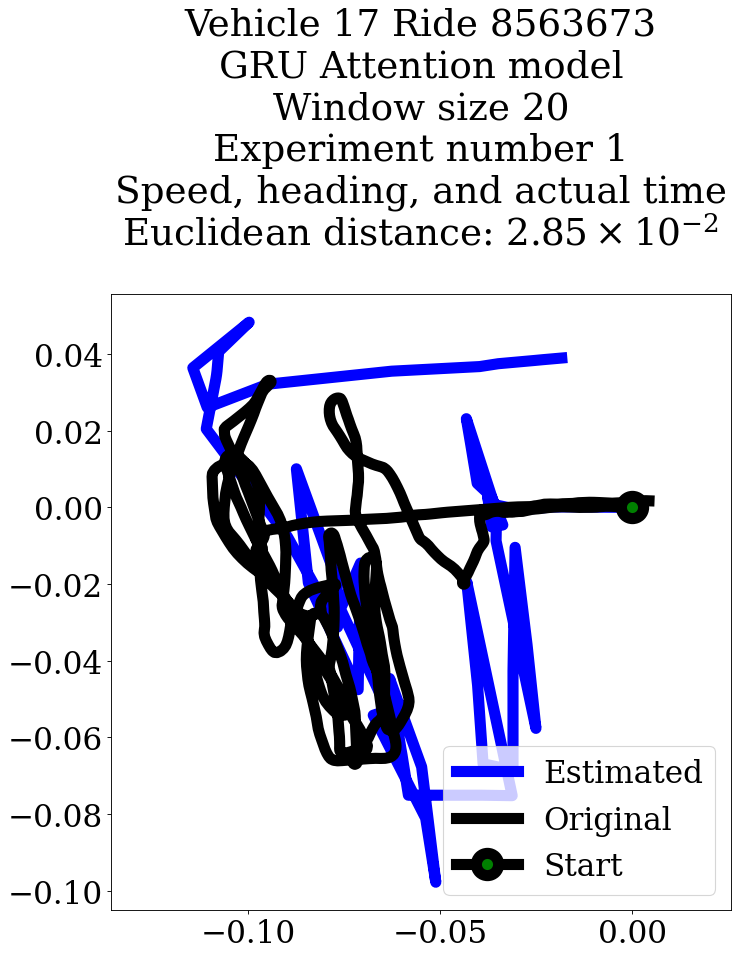 Vehicle 17 Ride 8563673
GRU Attention model
Window size 20
Experiment number 1
Speed, heading, and actual time
Euclidean distance: 2.85 × 10⁻²
0.04
0.02
0.00
−0.02
−0.04
−0.06
−0.08
−0.10
Estimated
Original
Start
−0.10 −0.05 0.00